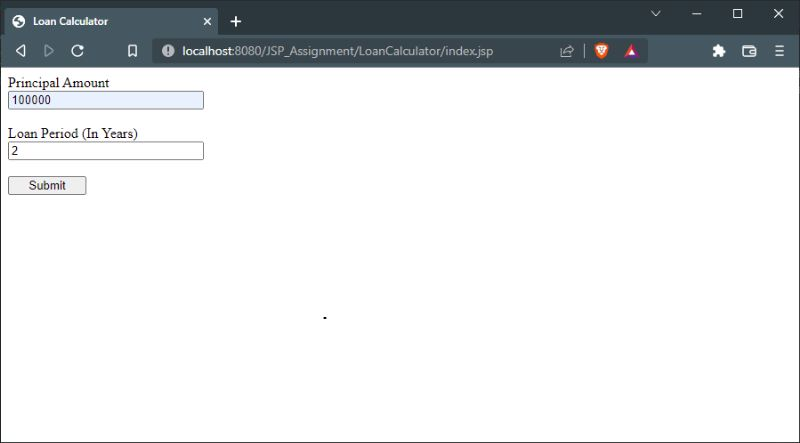 Loan Calculator
localhost:8080/JSP_Assignment/LoanCalculator/index.jsp
Principal Amount
100000
Loan Period (In Years)
2
Submit